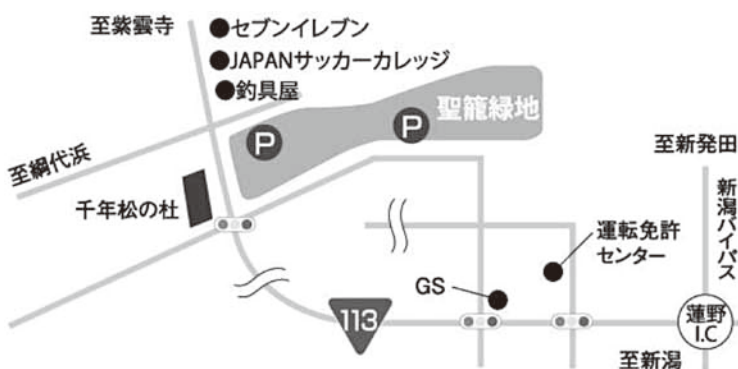 至紫雲寺
●セブンイレブン
●JAPANサッカーカレッジ
●釣具屋
P
P
聖籠緑地
至網代浜
千年松の杜
至新発田
新潟バイパス
運転免許
センター
GS
113
蓮野
I.C
至新潟